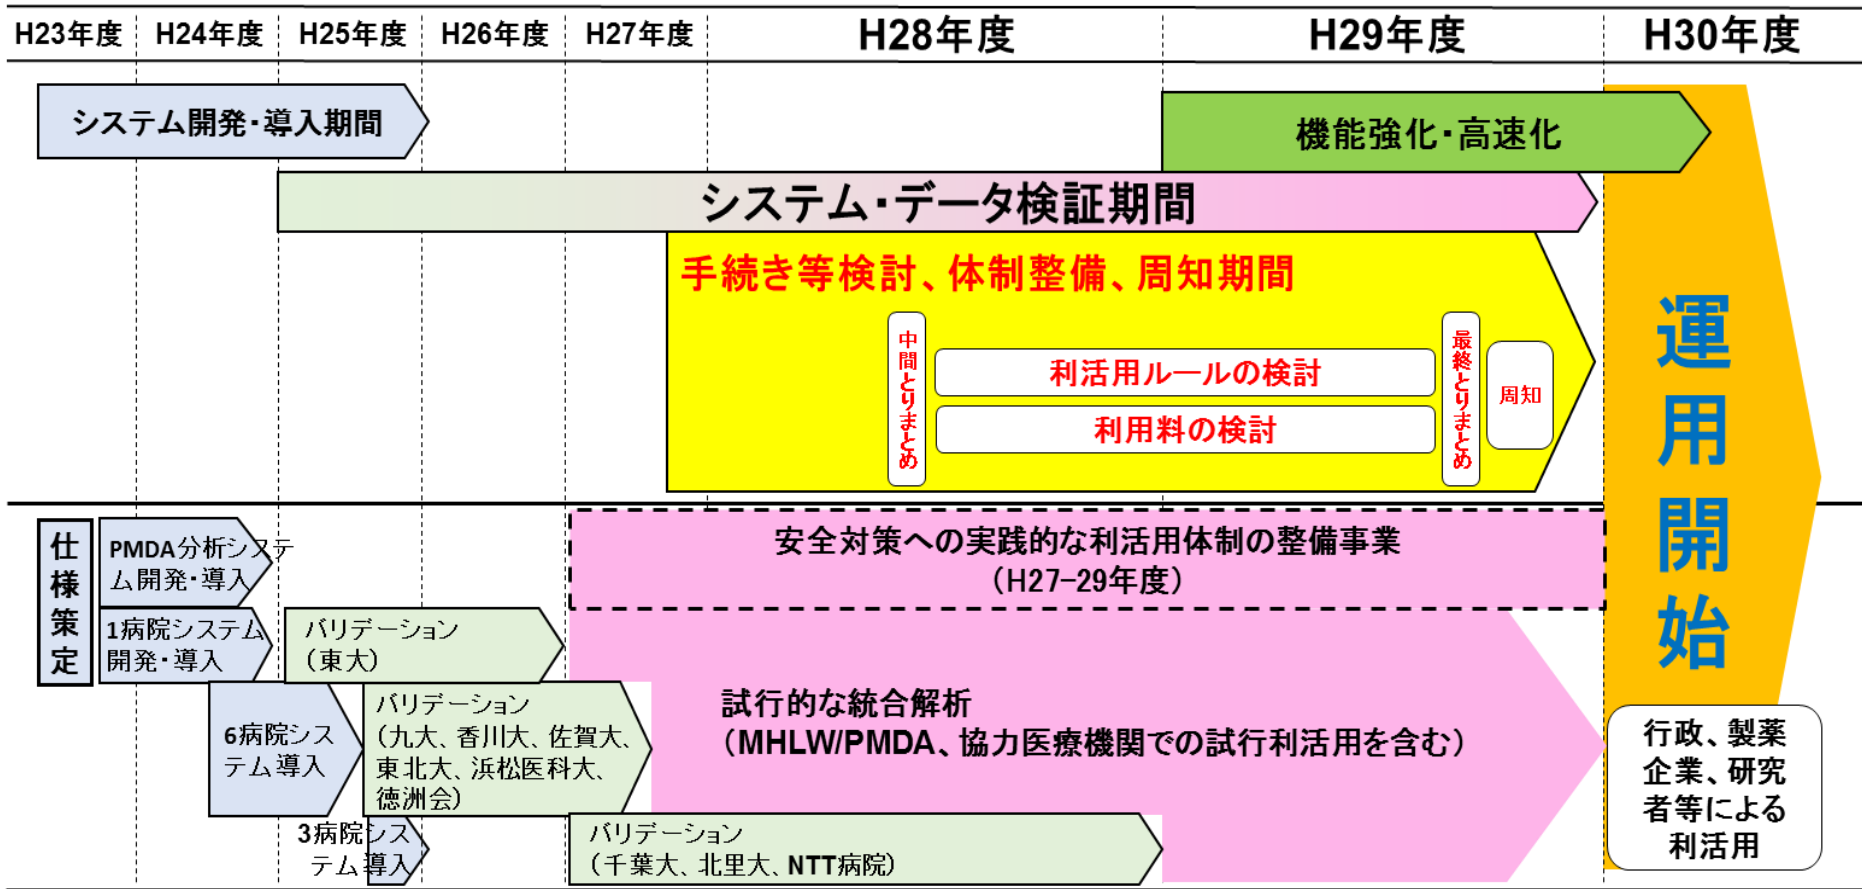 H23年度 H24年度 H25年度 H26年度 H27年度 H28年度 H29年度 H30年度
システム開発・導入期間
機能強化・高速化
システム・データ検証期間
手続き等検討、体制整備、周知期間
中間とりまとめ
利活用ルールの検討
利用料の検討
最終とりまとめ
周知
運用開始
仕様策定
PMDA分析システ
ム開発・導入
安全対策への実践的な利活用体制の整備事業
（H27−29年度）
1病院システム
開発・導入
バリデーション
（東大）
6病院シス
テム導入
バリデーション
（九大、香川大、佐賀大、
東北大、浜松医科大、
徳洲会）
試行的な統合解析
（MHLW/PMDA、協力医療機関での試行利活用を含む）
3病院シス
テム導入
バリデーション
（千葉大、北里大、NTT病院）
行政、製薬
企業、研究
者等による
利活用